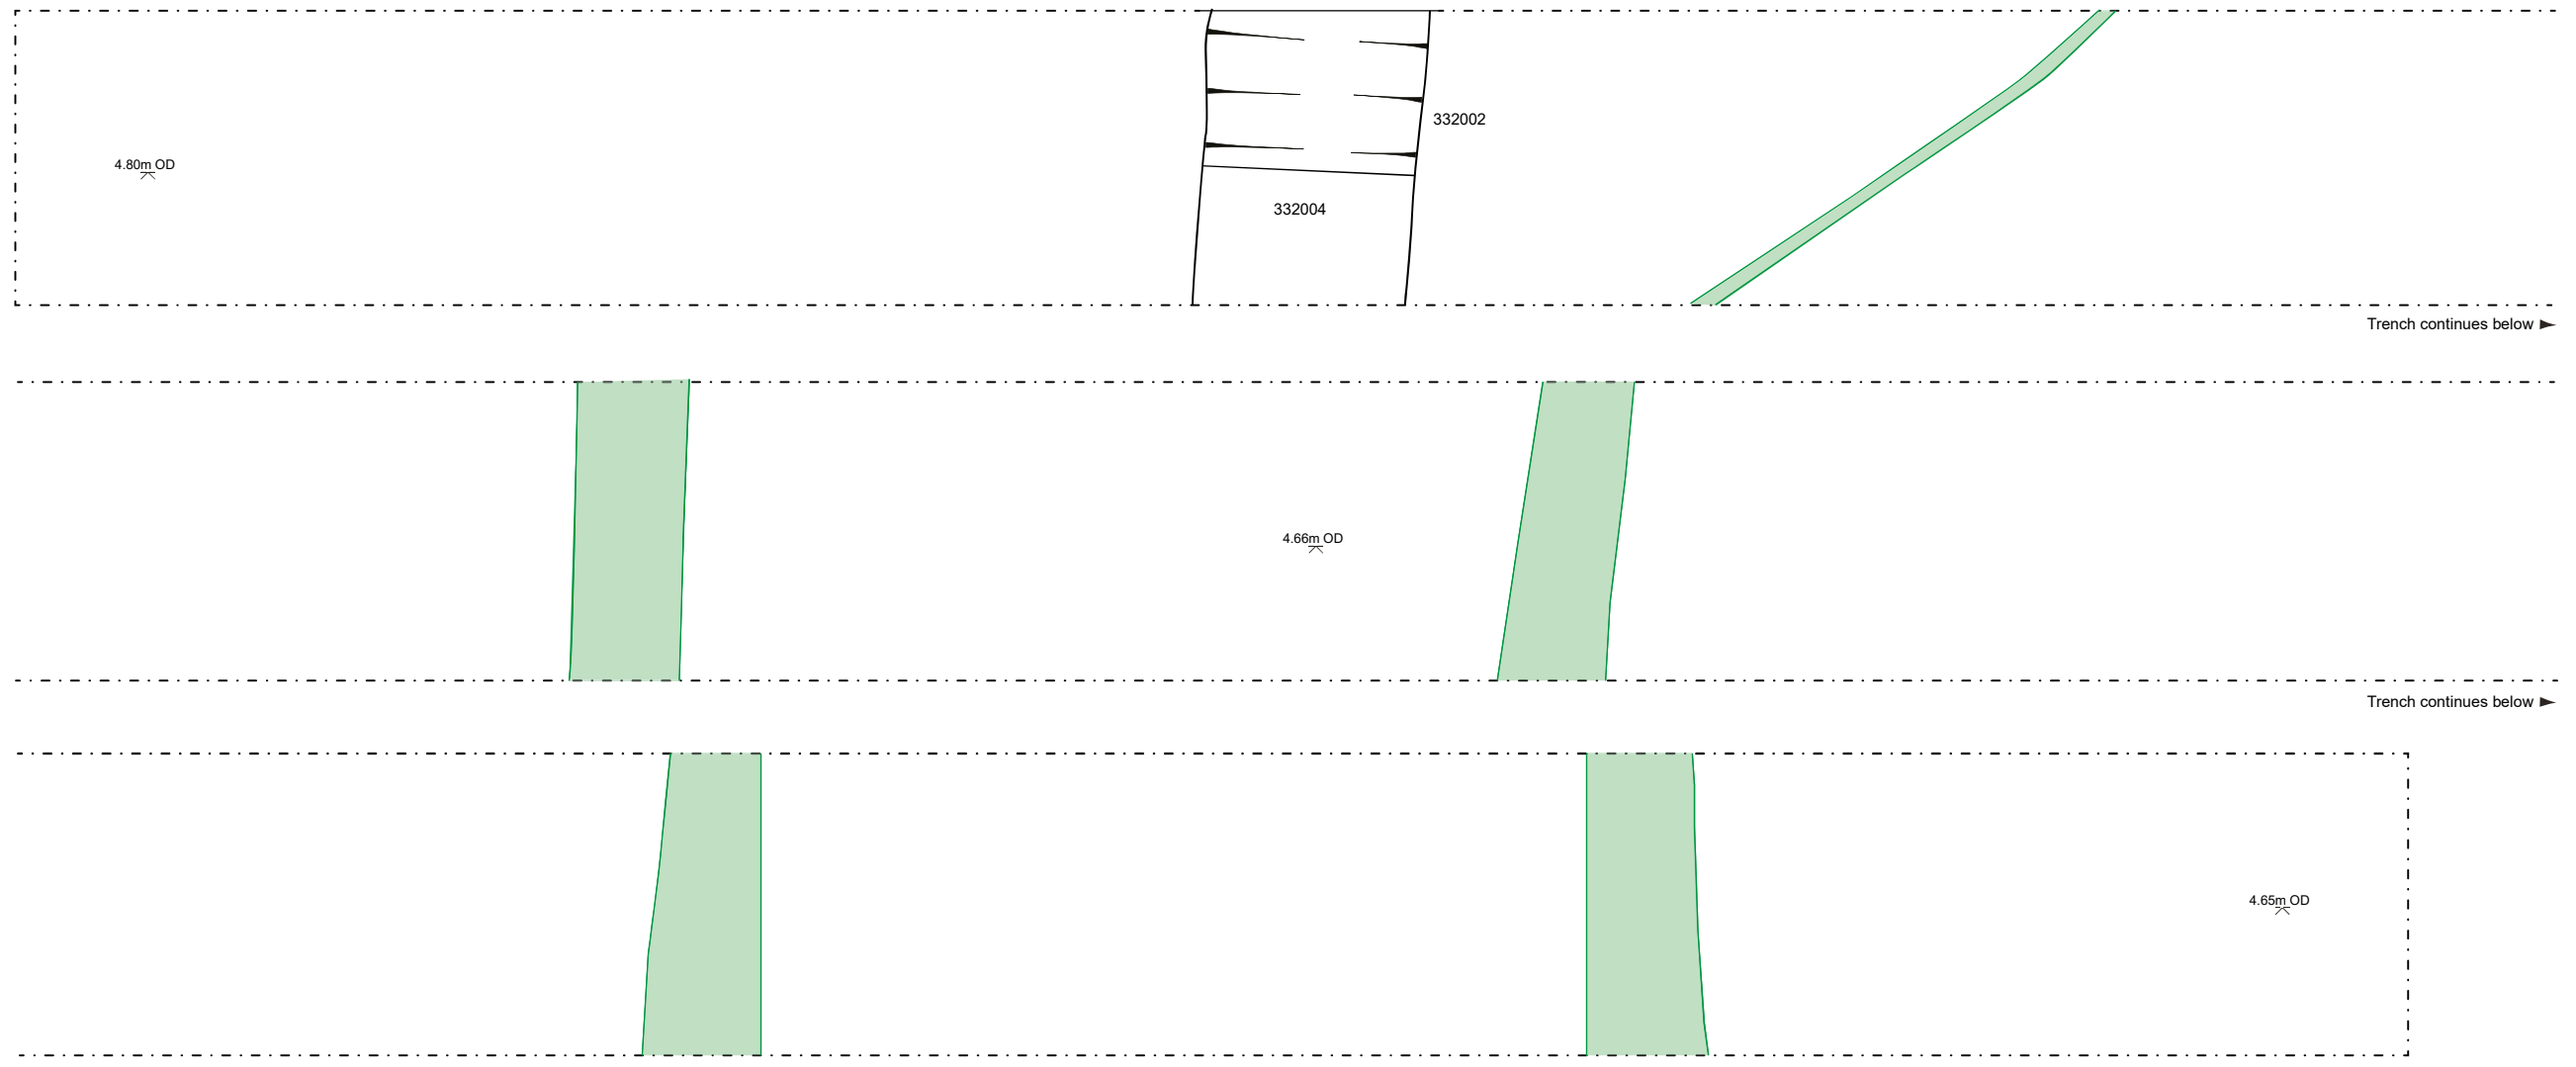 332002
4.80m OD
332004
Trench continues below
4.66m OD
Trench continues below
4.65m OD